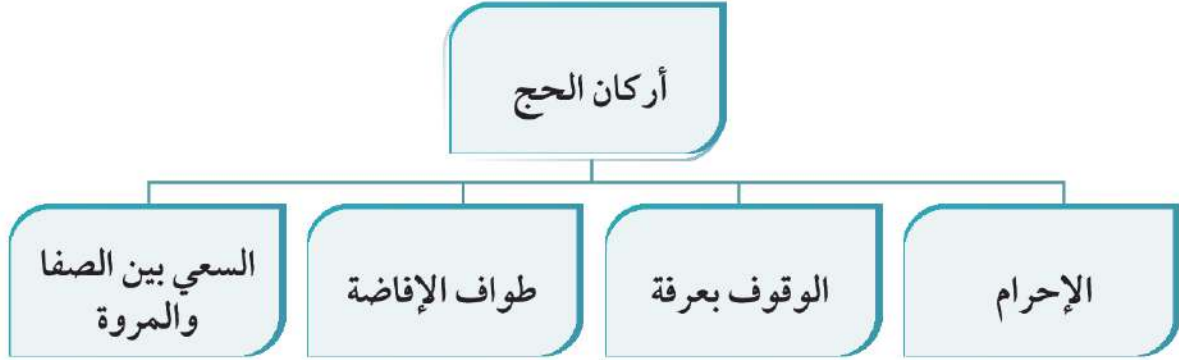 أركان الحج
الإحرام
الوقوف بعرفة
طواف الإفاضة
السعي بين الصفا
والمروة